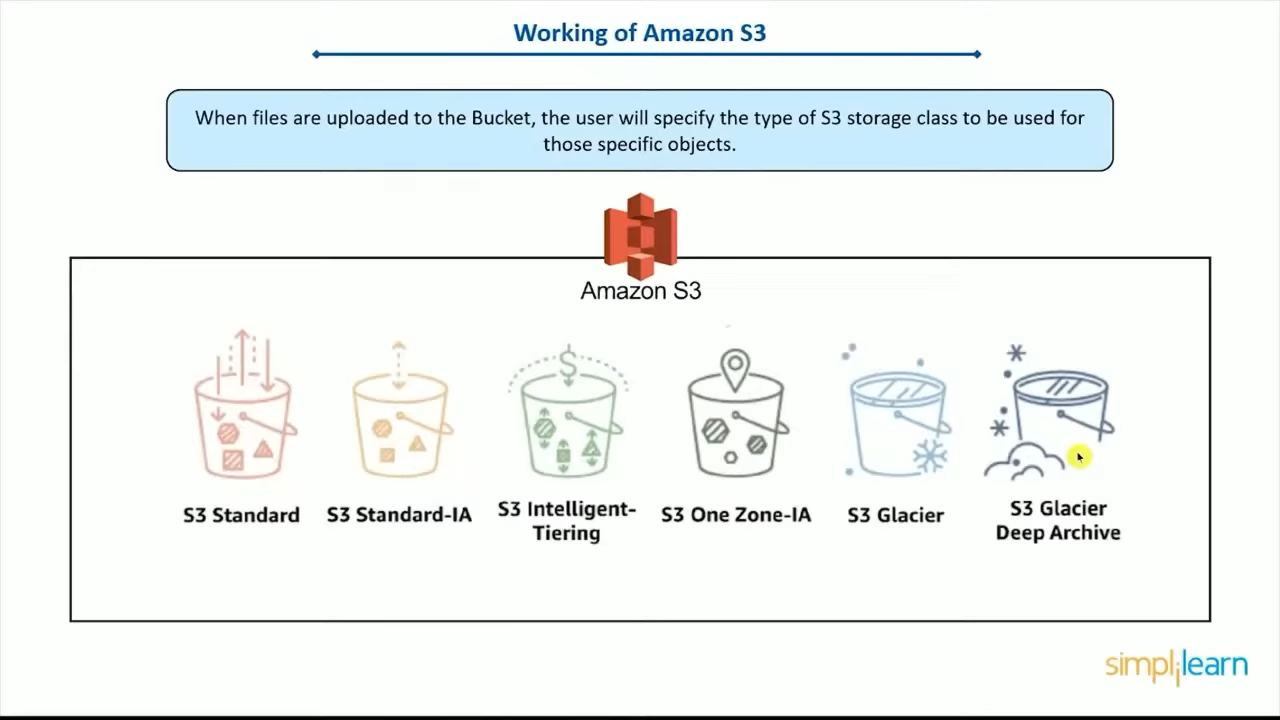 Working of Amazon S3
When files are uploaded to the Bucket, the user will specify the type of S3 storage class to be used for
those specific objects.
Amazon S3
$
S3 Standard
S3 Standard-IA
S3 Intelligent-
Tiering
S3 One Zone-IA
S3 Glacier
S3 Glacier
Deep Archive
simplilearn